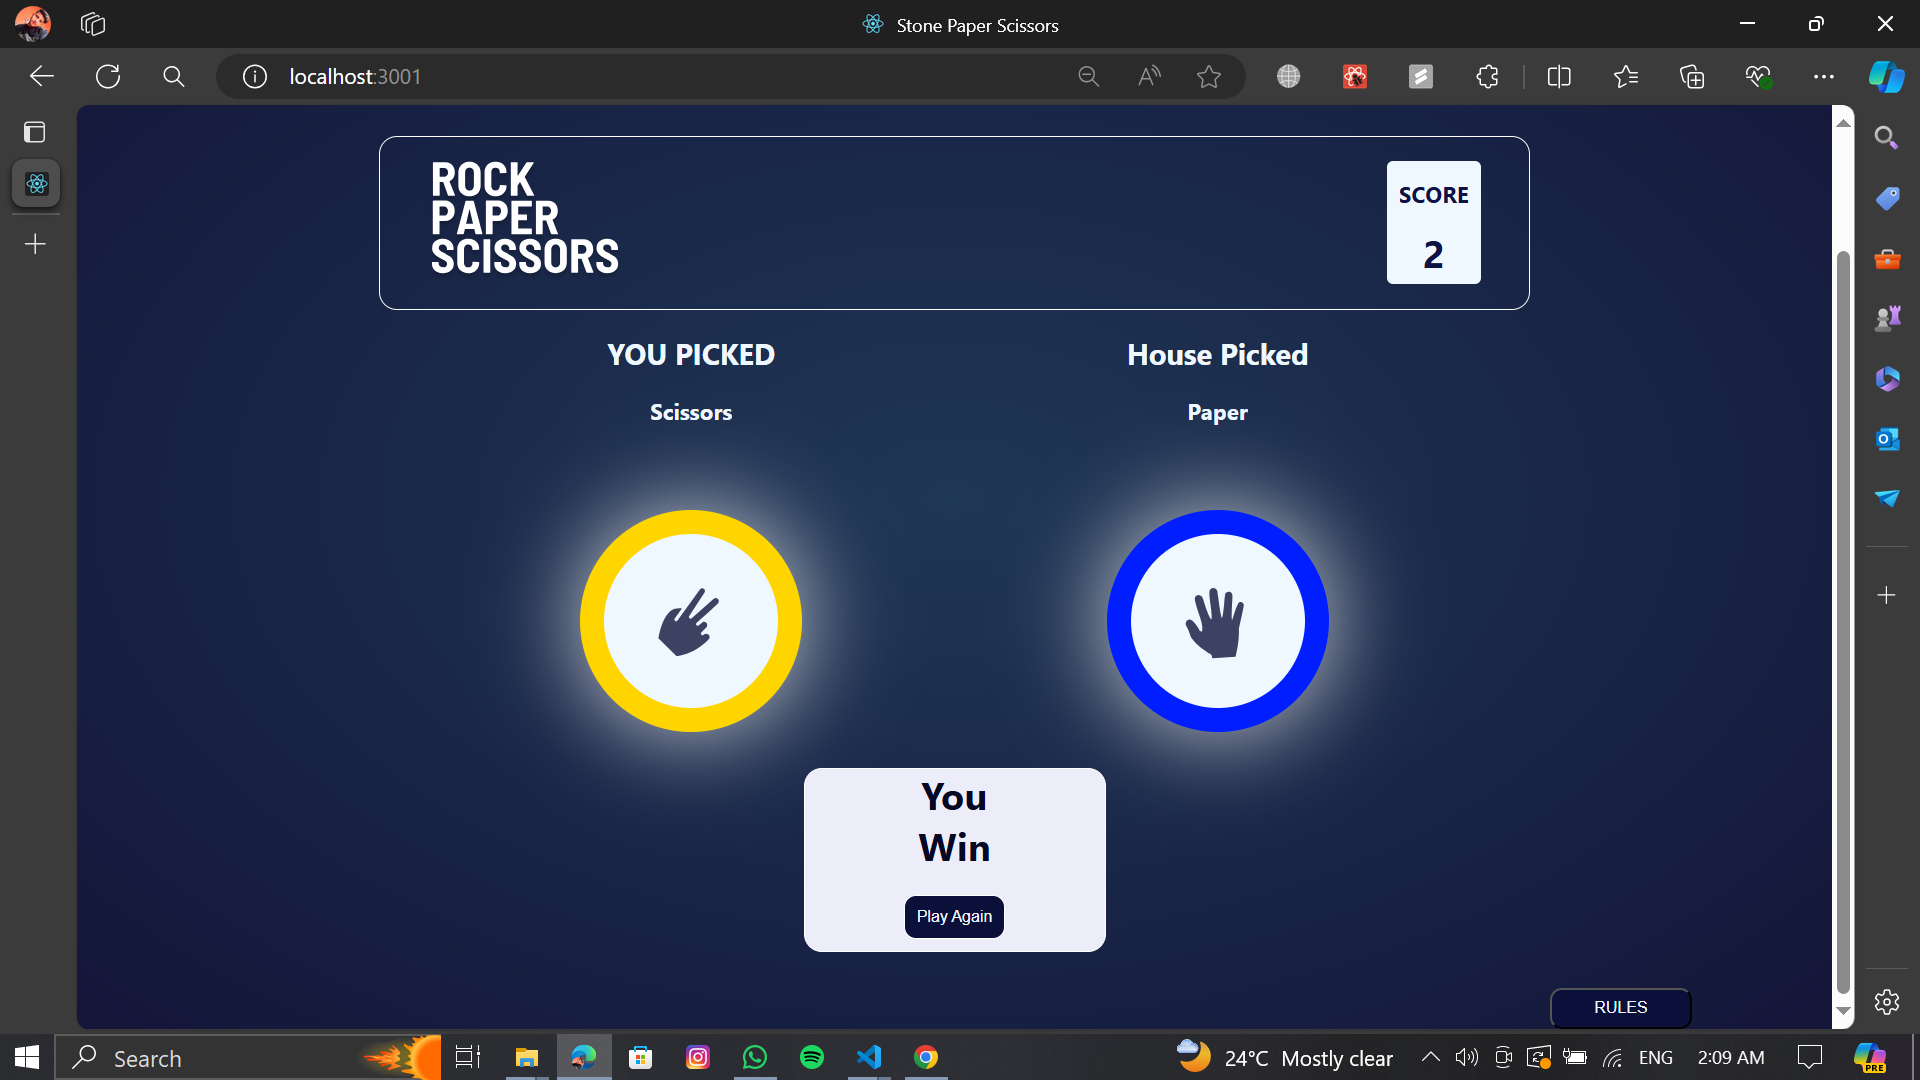 Stone Paper Scissors
localhost:3001
ROCK
PAPER
SCISSORS
SCORE
2
YOU PICKED
House Picked
Scissors
Paper
You
Win
Play Again
RULES
Search
24°C Mostly clear
ENG
2:09 AM
PRE